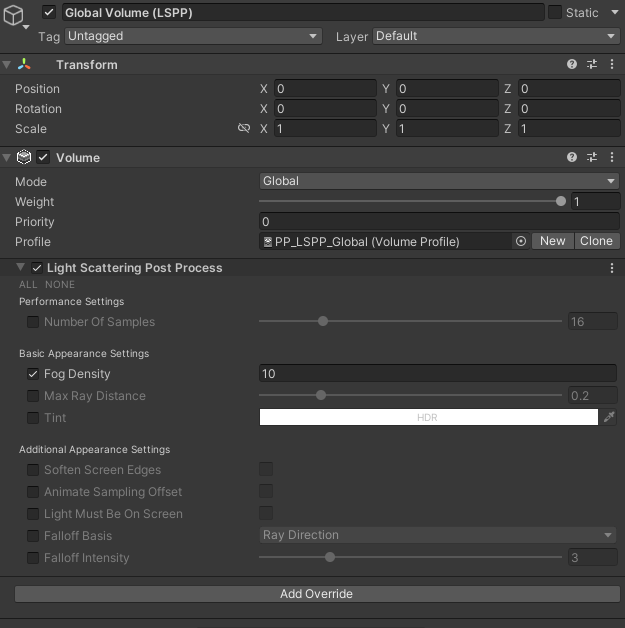 Global Volume (LSPP) Static
Tag Untagged Layer Default
Transform
Position X 0 Y 0 Z 0
Rotation X 0 Y 0 Z 0
Scale X 1 Y 1 Z 1
Volume
Mode Global
Weight 1
Priority 0
Profile PP_LSPP_Global (Volume Profile) New Clone
Light Scattering Post Process
ALL NONE
Performance Settings
Number Of Samples 16
Basic Appearance Settings
Fog Density 10
Max Ray Distance 0.2
Tint HDR
Additional Appearance Settings
Soften Screen Edges
Animate Sampling Offset
Light Must Be On Screen
Falloff Basis Ray Direction
Falloff Intensity 3
Add Override